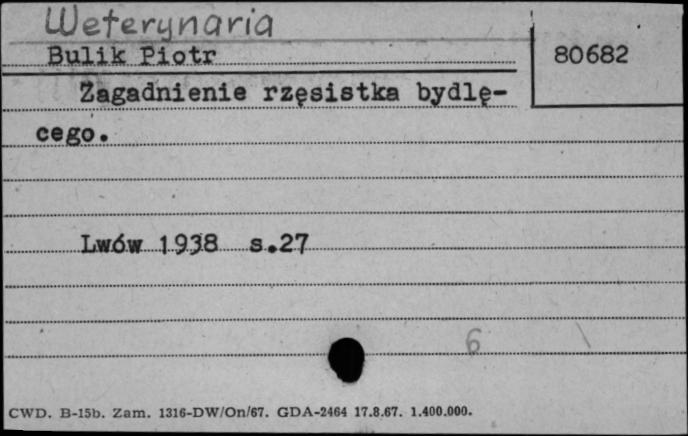 Weterynaria
Bulik Piotr
80682
Zagadnienie rzęsistka bydlę-
cego.
Lwów 1938 s.27
6
CWD. B-15b. Zam. 1316-DW/On/67. GDA-2464 17.8.67. 1.400.000.